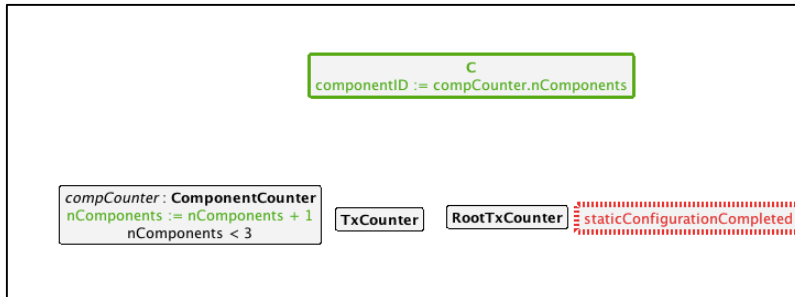 C
componentID := compCounter.nComponents
compCounter : ComponentCounter
nComponents := nComponents + 1
nComponents < 3
TxCounter
RootTxCounter
staticConfigurationCompleted